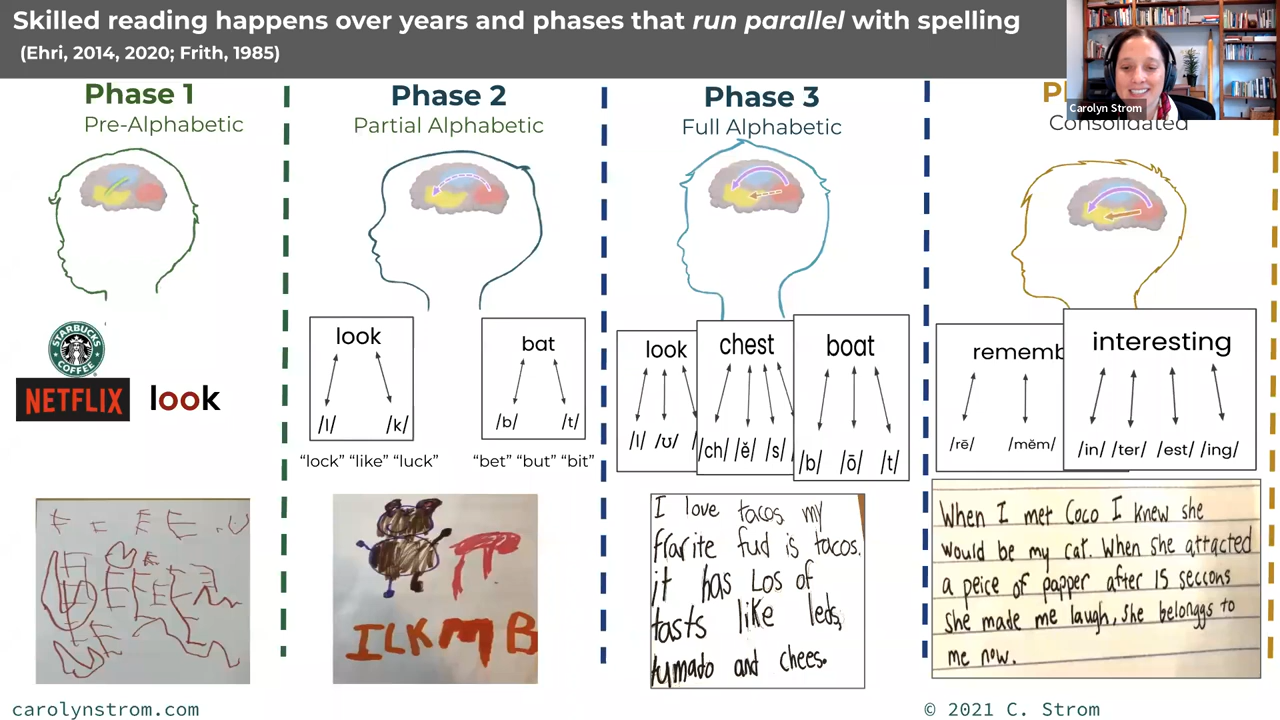 Skilled reading happens over years and phases that run parallel with spelling
(Ehri, 2014, 2020; Frith, 1985)
Carolyn Strom
Phase 1
Pre-Alphabetic
STARBUCKS
COFFEE
NETFLIX
look
Phase 2
Partial Alphabetic
look
/l/ /k/
"lock" "like" "luck"
bat
/b/ /t/
"bet" "but" "bit"
ILK m B
Phase 3
Full Alphabetic
look
/l/ /ʊ/ /
chest
/ch/ /ĕ/ /s/ /
boat
/b/ /ō/ /t/
I love tacos. my
frarite fud is tacos.
it has Los of
tasts like leds,
tumado and chees.
P
Consolidated
rememb
/rē/ /mĕm/
interesting
/in/ /ter/ /est/ /ing/
When I met Coco I knew she
would be my cat. When she attacted
a peice of papper after 15 seccons
she made me laugh, she belonggs to
me now.
carolynstrom.com
© 2021 C. Strom